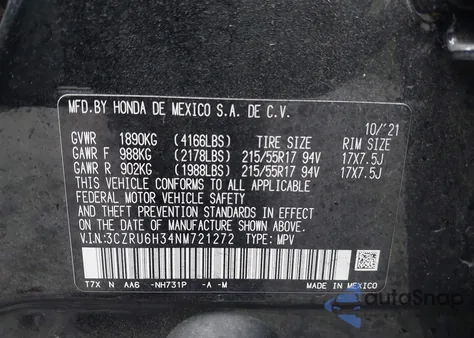 MFD.BY HONDA DE MEXICO S.A. DE C.V.
10/'21
GVWR 1890KG (4166LBS) TIRE SIZE RIM SIZE
GAWR F 988KG (2178LBS) 215/55R17 94V 17X7.5J
GAWR R 902KG (1988LBS) 215/55R17 94V 17X7.5J
THIS VEHICLE CONFORMS TO ALL APPLICABLE
FEDERAL MOTOR VEHICLE SAFETY, BUMPER,
AND THEFT PREVENTION STANDARDS IN EFFECT
ON THE DATE OF MANUFACTURE SHOWN ABOVE.
V.I.N:3CZRU6H34NM721272 TYPE: MPV
T7X N AA6 -NH731P -A -M MADE IN MEXICO
autoSnap